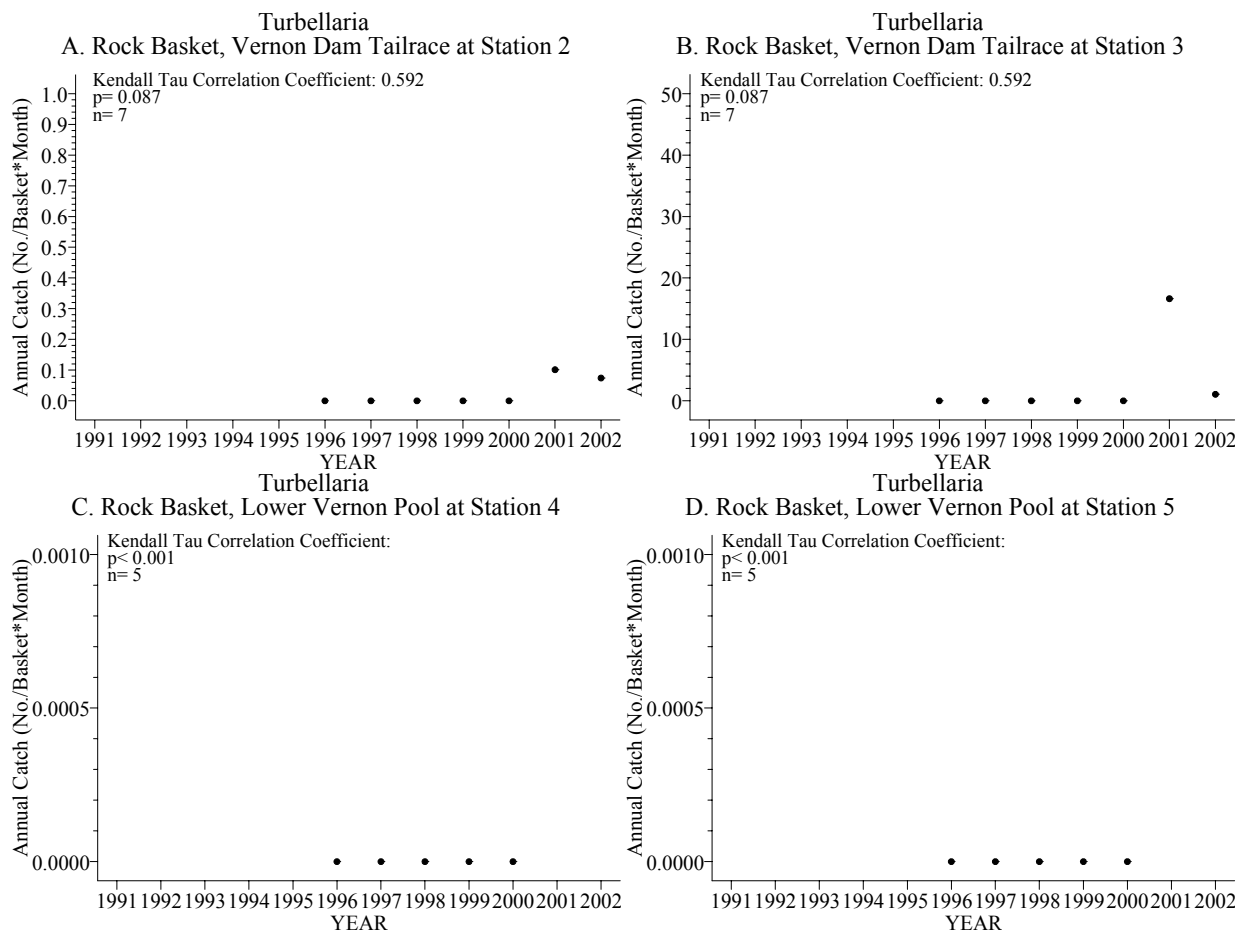 Turbellaria
A. Rock Basket, Vernon Dam Tailrace at Station 2
Kendall Tau Correlation Coefficient: 0.592
p= 0.087
n= 7
Annual Catch (No./Basket*Month)
1.0
0.9
0.8
0.7
0.6
0.5
0.4
0.3
0.2
0.1
0.0
1991 1992 1993 1994 1995 1996 1997 1998 1999 2000 2001 2002
YEAR
Turbellaria
B. Rock Basket, Vernon Dam Tailrace at Station 3
Kendall Tau Correlation Coefficient: 0.592
p= 0.087
n= 7
Annual Catch (No./Basket*Month)
50
40
30
20
10
0
1991 1992 1993 1994 1995 1996 1997 1998 1999 2000 2001 2002
YEAR
Turbellaria
C. Rock Basket, Lower Vernon Pool at Station 4
Kendall Tau Correlation Coefficient:
p< 0.001
n= 5
Annual Catch (No./Basket*Month)
0.0010
0.0005
0.0000
1991 1992 1993 1994 1995 1996 1997 1998 1999 2000 2001 2002
YEAR
Turbellaria
D. Rock Basket, Lower Vernon Pool at Station 5
Kendall Tau Correlation Coefficient:
p< 0.001
n= 5
Annual Catch (No./Basket*Month)
0.0010
0.0005
0.0000
1991 1992 1993 1994 1995 1996 1997 1998 1999 2000 2001 2002
YEAR